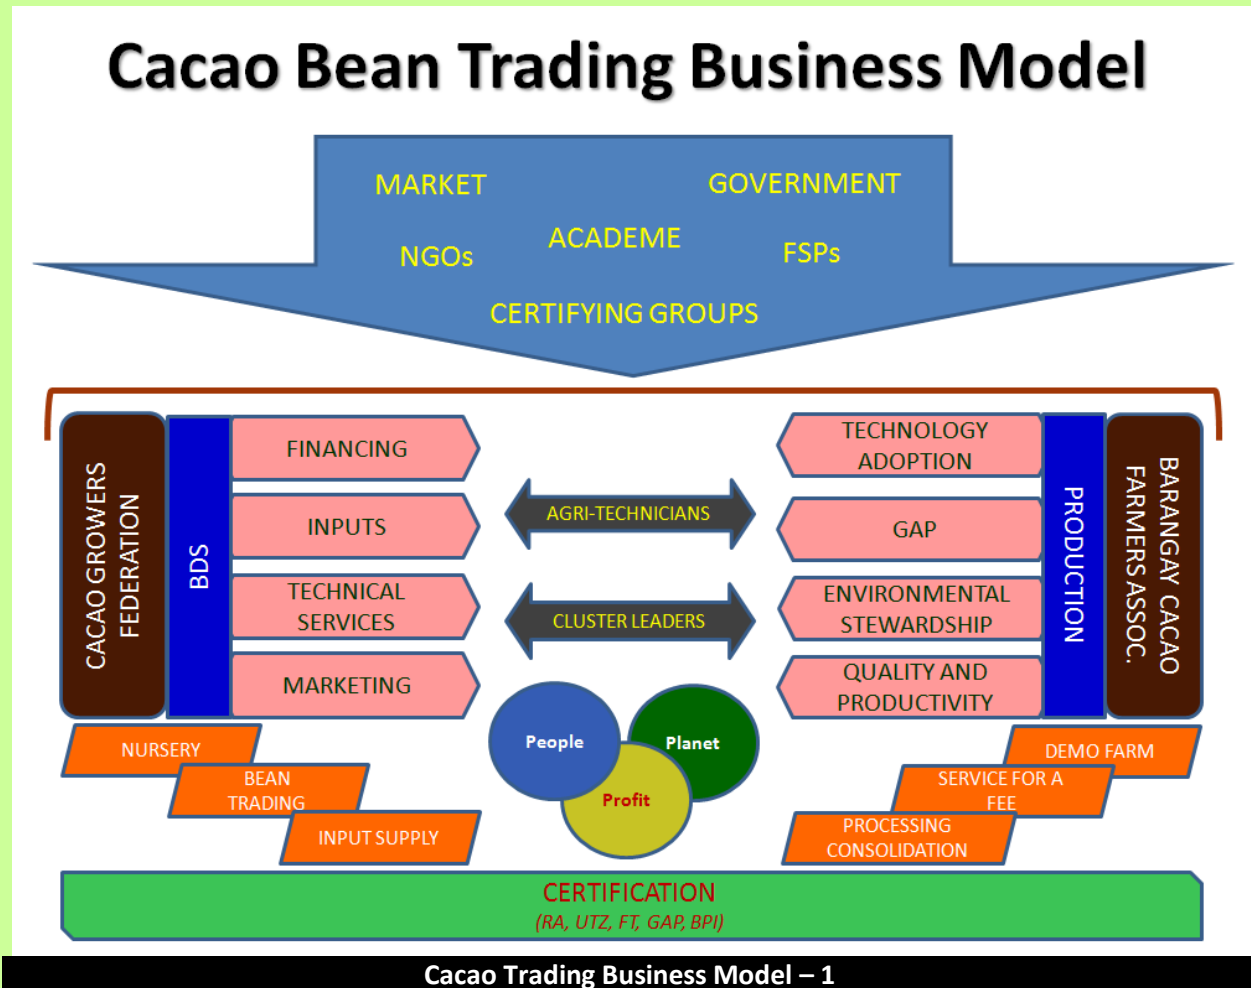 Cacao Bean Trading Business Model
MARKET
GOVERNMENT
ACADEME
NGOs
FSPs
CERTIFYING GROUPS
CACAO GROWERS
FEDERATION
BDS
FINANCING
INPUTS
TECHNICAL
SERVICES
MARKETING
AGRI-TECHNICIANS
CLUSTER LEADERS
TECHNOLOGY
ADOPTION
GAP
ENVIRONMENTAL
STEWARDSHIP
QUALITY AND
PRODUCTIVITY
PRODUCTION
BARANGAY CACAO
FARMERS ASSOC.
NURSERY
BEAN
TRADING
INPUT SUPPLY
People
Planet
Profit
DEMO FARM
SERVICE FOR A
FEE
PROCESSING
CONSOLIDATION
CERTIFICATION
(RA, UTZ, FT, GAP, BPI)
Cacao Trading Business Model – 1